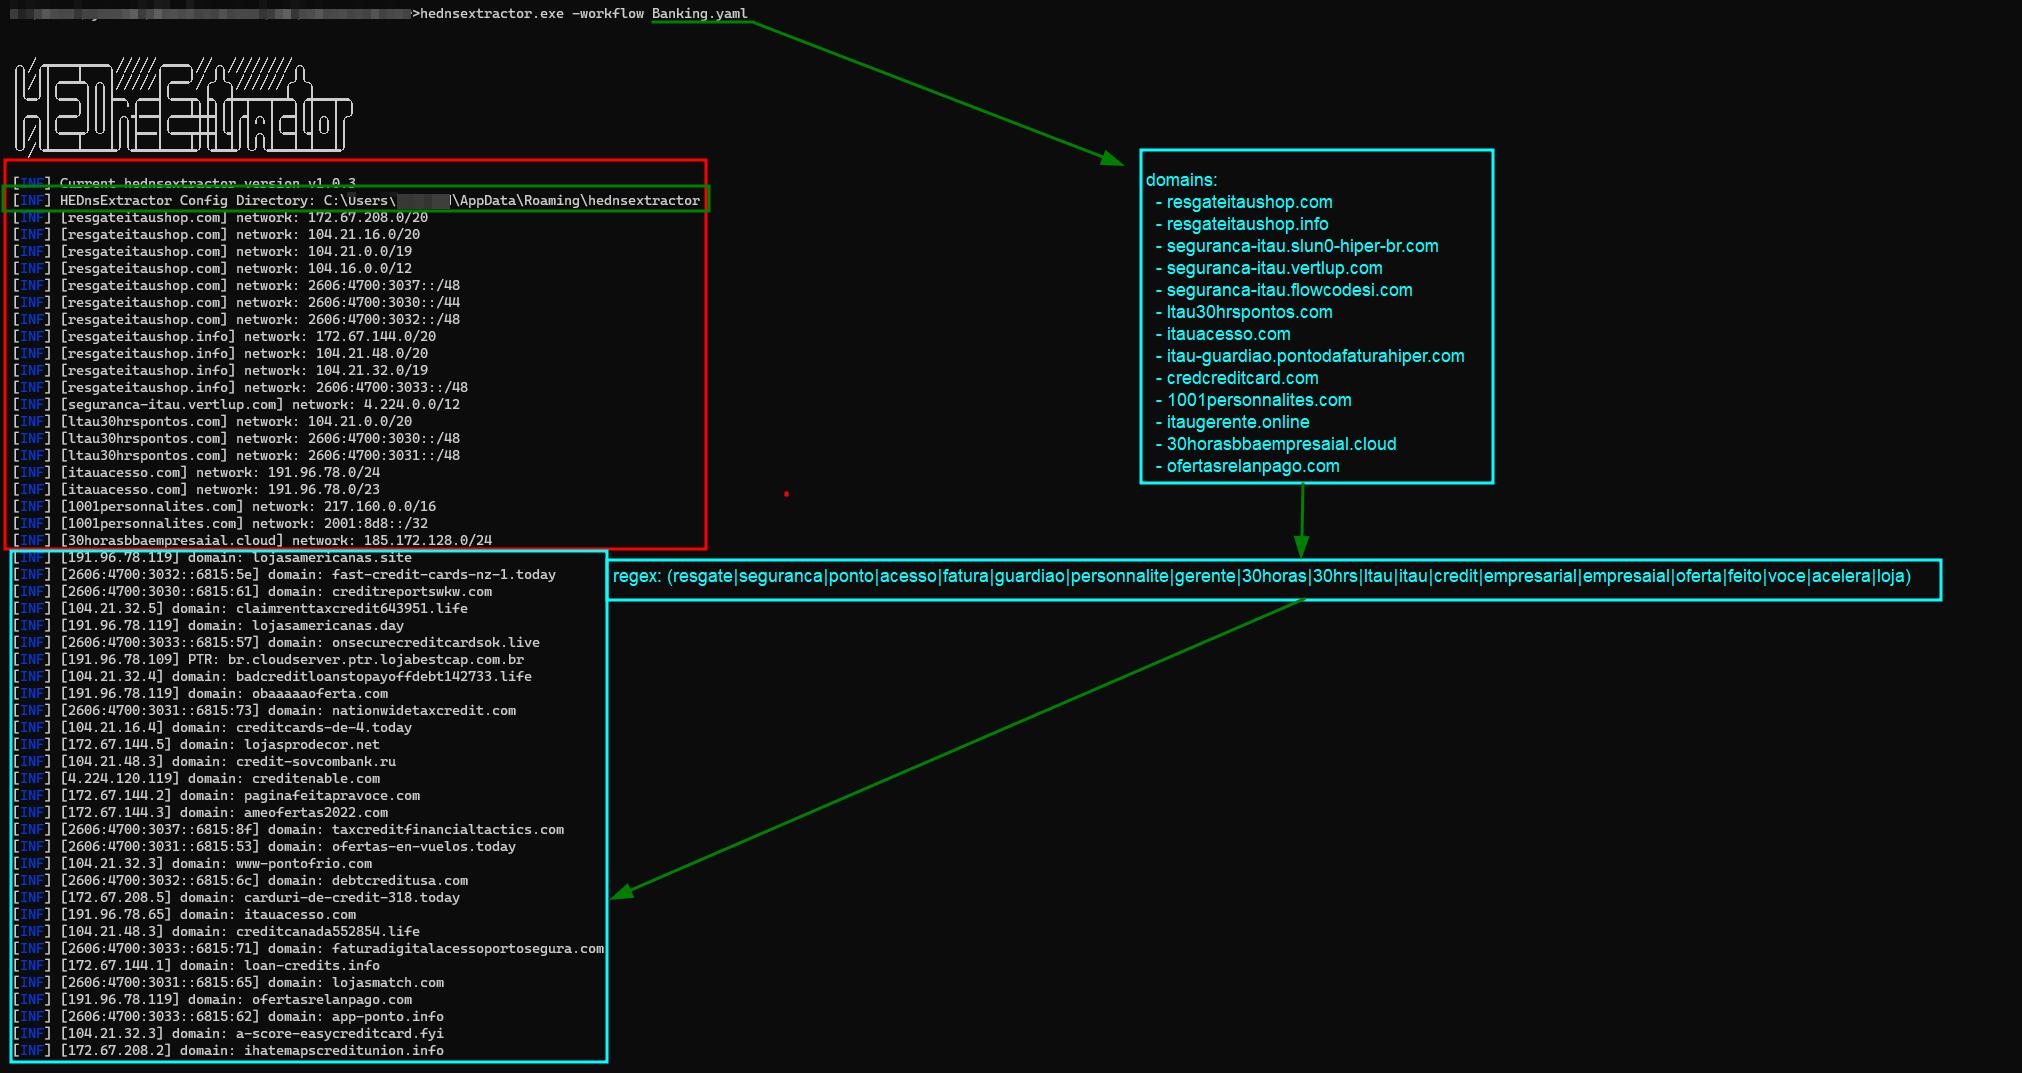 >hednsextractor.exe -workflow Banking.yaml
HEDnsExtractor
[INF] Current hednsextractor version v1.0.3
[INF] HEDnsExtractor Config Directory: C:\Users\ \AppData\Roaming\hednsextractor
[INF] [resgateitaushop.com] network: 172.67.208.0/20
[INF] [resgateitaushop.com] network: 104.21.16.0/20
[INF] [resgateitaushop.com] network: 104.21.0.0/19
[INF] [resgateitaushop.com] network: 104.16.0.0/12
[INF] [resgateitaushop.com] network: 2606:4700:3037::/48
[INF] [resgateitaushop.com] network: 2606:4700:3030::/44
[INF] [resgateitaushop.com] network: 2606:4700:3032::/48
[INF] [resgateitaushop.info] network: 172.67.144.0/20
[INF] [resgateitaushop.info] network: 104.21.48.0/20
[INF] [resgateitaushop.info] network: 104.21.32.0/19
[INF] [resgateitaushop.info] network: 2606:4700:3033::/48
[INF] [seguranca-itau.vertlup.com] network: 4.224.0.0/12
[INF] [ltau30hrspontos.com] network: 104.21.0.0/20
[INF] [ltau30hrspontos.com] network: 2606:4700:3030::/48
[INF] [ltau30hrspontos.com] network: 2606:4700:3031::/48
[INF] [itauacesso.com] network: 191.96.78.0/24
[INF] [itauacesso.com] network: 191.96.78.0/23
[INF] [1001personnalites.com] network: 217.160.0.0/16
[INF] [1001personnalites.com] network: 2001:8d8::/32
[INF] [30horasbbaempresaial.cloud] network: 185.172.128.0/24
[INF] [191.96.78.119] domain: lojasamericanas.site
[INF] [2606:4700:3032::6815:5e] domain: fast-credit-cards-nz-1.today
[INF] [2606:4700:3030::6815:61] domain: creditreportswkw.com
[INF] [104.21.32.5] domain: claimrenttaxcredit643951.life
[INF] [191.96.78.119] domain: lojasamericanas.day
[INF] [2606:4700:3033::6815:57] domain: onsecurecreditcardsok.live
[INF] [191.96.78.109] PTR: br.cloudserver.ptr.lojabestcap.com.br
[INF] [104.21.32.4] domain: badcreditloanstopayoffdebt142733.life
[INF] [191.96.78.119] domain: obaaaaaoferta.com
[INF] [2606:4700:3031::6815:73] domain: nationwidetaxcredit.com
[INF] [104.21.16.4] domain: creditcards-de-4.today
[INF] [172.67.144.5] domain: lojasprodecor.net
[INF] [104.21.48.3] domain: credit-sovcombank.ru
[INF] [4.224.120.119] domain: creditenable.com
[INF] [172.67.144.2] domain: paginafeitapravoce.com
[INF] [172.67.144.3] domain: ameofertas2022.com
[INF] [2606:4700:3037::6815:8f] domain: taxcreditfinancialtactics.com
[INF] [2606:4700:3031::6815:53] domain: ofertas-en-vuelos.today
[INF] [104.21.32.3] domain: www-pontofrio.com
[INF] [2606:4700:3032::6815:6c] domain: debtcreditusa.com
[INF] [172.67.208.5] domain: carduri-de-credit-318.today
[INF] [191.96.78.65] domain: itauacesso.com
[INF] [104.21.48.3] domain: creditcanada552854.life
[INF] [2606:4700:3033::6815:71] domain: faturadigitalacessoportosegura.com
[INF] [172.67.144.1] domain: loan-credits.info
[INF] [2606:4700:3031::6815:65] domain: lojasmatch.com
[INF] [191.96.78.119] domain: ofertasrelanpago.com
[INF] [2606:4700:3033::6815:62] domain: app-ponto.info
[INF] [104.21.32.3] domain: a-score-easycreditcard.fyi
[INF] [172.67.208.2] domain: ihatemapscreditunion.info
domains:
- resgateitaushop.com
- resgateitaushop.info
- seguranca-itau.slun0-hiper-br.com
- seguranca-itau.vertlup.com
- seguranca-itau.flowcodesi.com
- ltau30hrspontos.com
- itauacesso.com
- itau-guardiao.pontodafaturahiper.com
- credcreditcard.com
- 1001personnalites.com
- itaugerente.online
- 30horasbbaempresaial.cloud
- ofertasrelanpago.com
regex: (resgate|seguranca|ponto|acesso|fatura|guardiao|personnalite|gerente|30horas|30hrs|ltau|itau|credit|empresarial|empresaial|oferta|feito|voce|acelera|loja)